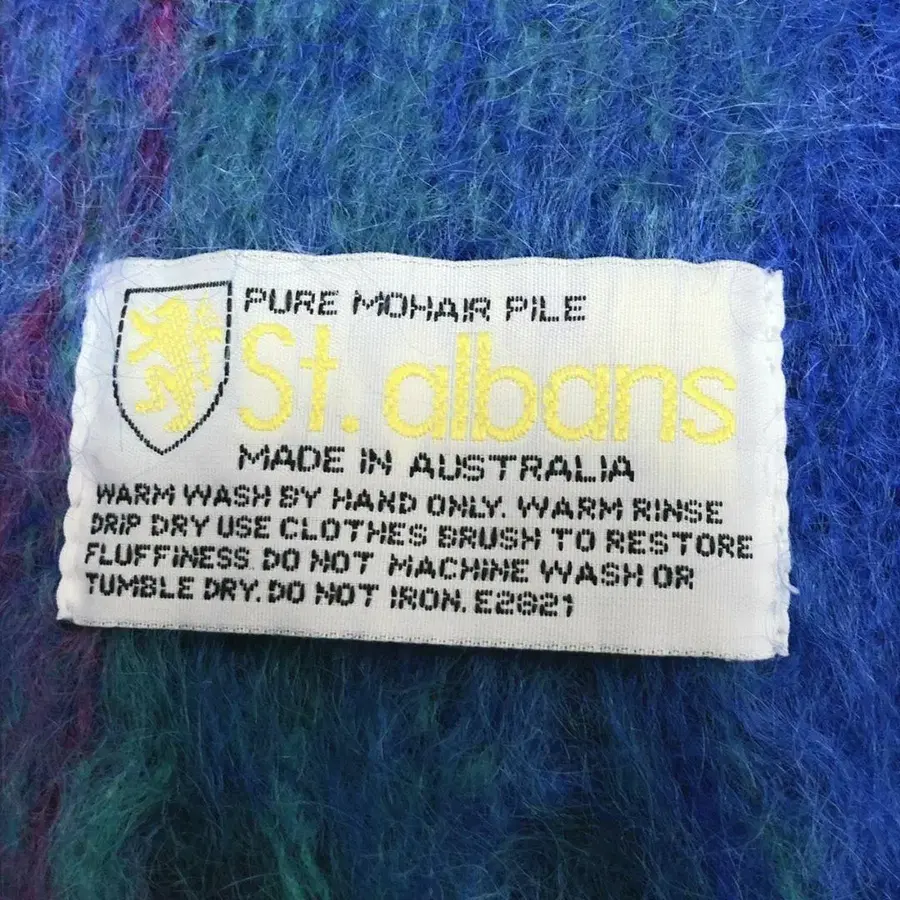 PURE MOHAIR PILE
St. albans
MADE IN AUSTRALIA
WARM WASH BY HAND ONLY. WARM RINSE
DRIP DRY USE CLOTHES BRUSH TO RESTORE
FLUFFINESS. DO NOT MACHINE WASH OR
TUMBLE DRY. DO NOT IRON. E2821